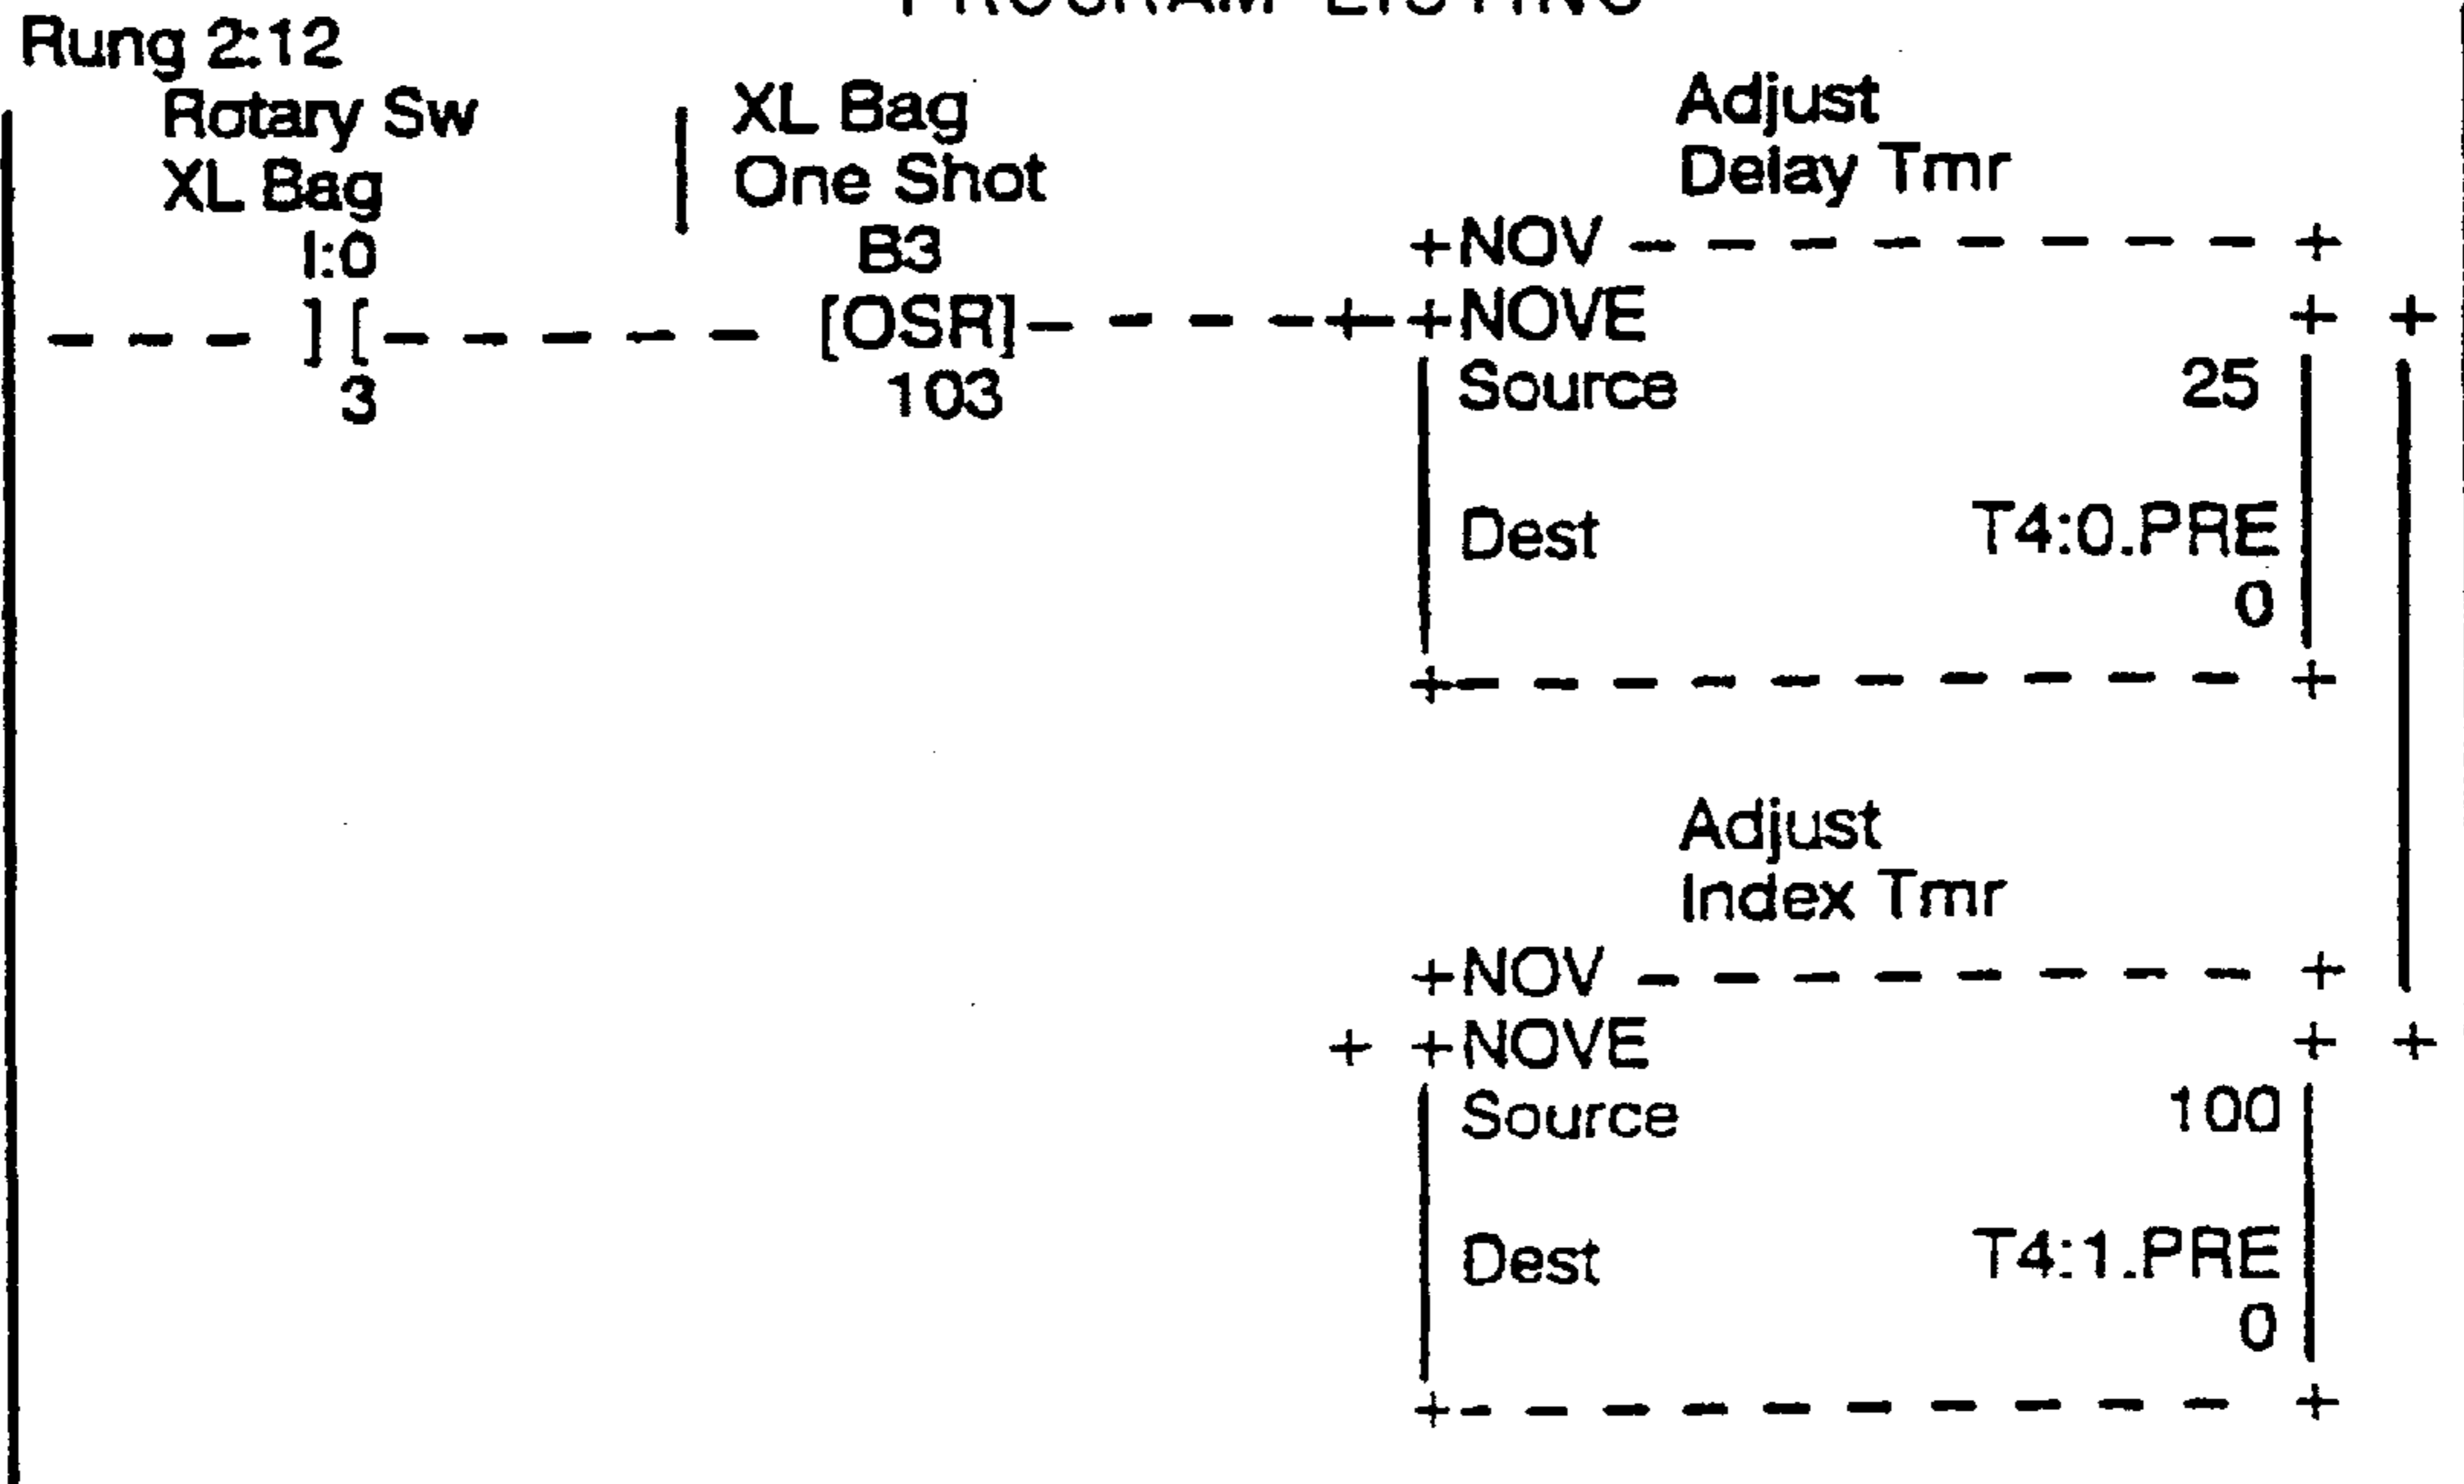 PROGRAM LISTING
Rung 2:12
Rotary Sw
XL Bag
I:0
] [
3
XL Bag
One Shot
B3
[OSR]
103
Adjust
Delay Tmr
+NOV - - - - - - - - +
+NOVE
Source 25
Dest T4:0.PRE
0
Adjust
Index Tmr
+NOV - - - - - - - - +
+ +NOVE + +
Source 100
Dest T4:1.PRE
0